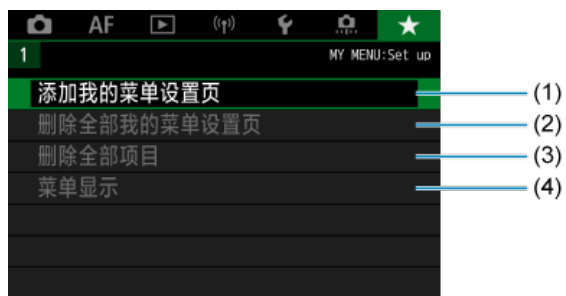 AF
1 MY MENU:Set up
添加我的菜单设置页 (1)
删除全部我的菜单设置页 (2)
删除全部项目 (3)
菜单显示 (4)